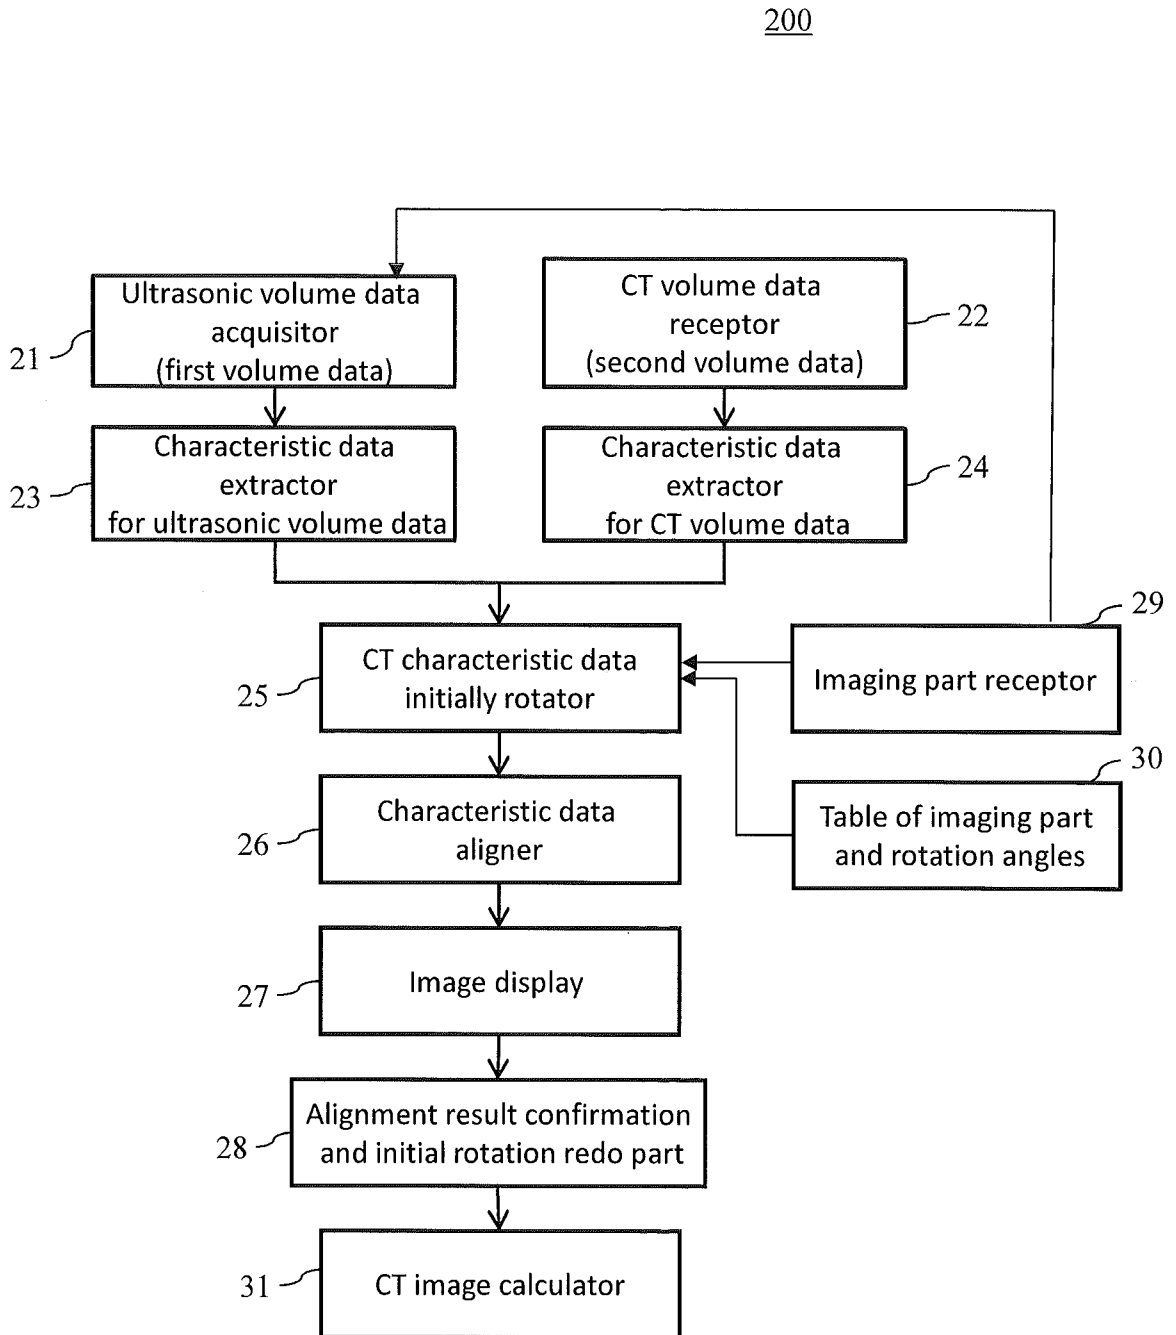 200
Ultrasonic volume data
acquisitor
(first volume data)
21
CT volume data
receptor
(second volume data)
22
Characteristic data
extractor
for ultrasonic volume data
23
Characteristic data
extractor
for CT volume data
24
CT characteristic data
initially rotator
25
Imaging part receptor
29
Characteristic data
aligner
26
Table of imaging part
and rotation angles
30
Image display
27
Alignment result confirmation
and initial rotation redo part
28
CT image calculator
31